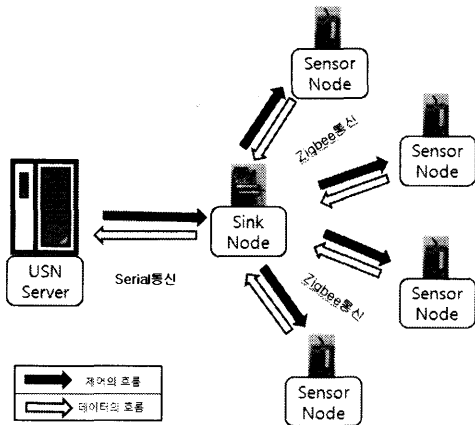 Sensor
Node
Zigbee통신
Sensor
Node
Sink
Node
USN
Server
Serial통신
Zigbee통신
Sensor
Node
Sensor
Node
제어의 흐름
데이터의 흐름